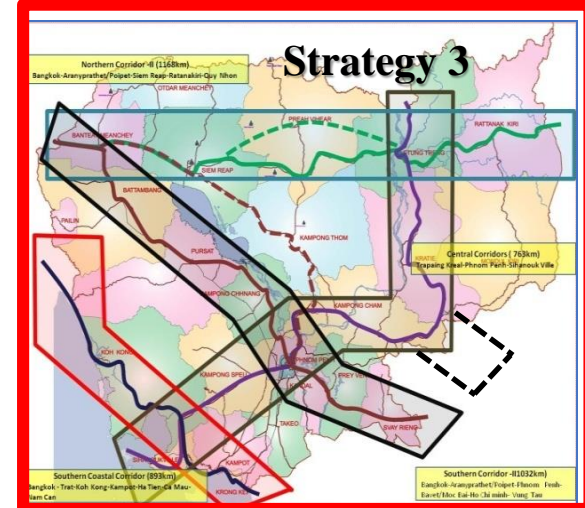 Northern Corridor -II (1168km)
Bangkok-Aranyprathet/Poipet-Siem Reap-Ratanakiri-Quy Nhon
Strategy 3
OTDAR MEANCHEY
BANTEAY MEANCHEY
PREAH VIHEAR
RATTANAK KIRI
STUNG TRENG
SIEM REAP
BATTAMBANG
PAILIN
KAMPONG THOM
PURSAT
KRATIE
Central Corridors ( 763km)
Trapaing Kreal-Phnom Penh-Sihanouk Ville
KAMPONG CHHNANG
KAMPONG CHAM
KOH KONG
PHNOM PENH
KAMPONG SPEU
KANDAL
PREY VENG
SVAY RIENG
TAKEO
KAMPOT
KRONG KEP
Southern Coastal Corridor (893km)
Bangkok - Trat-Koh Kong-Kampot-Ha Tien-Ca Mau-
Nam Can
Southern Corridor -II1032km)
Bangkok-Aranyprathet/Poipet-Phnom Penh-
Bavet/Moc Bai-Ho Chi minh- Vung Tao